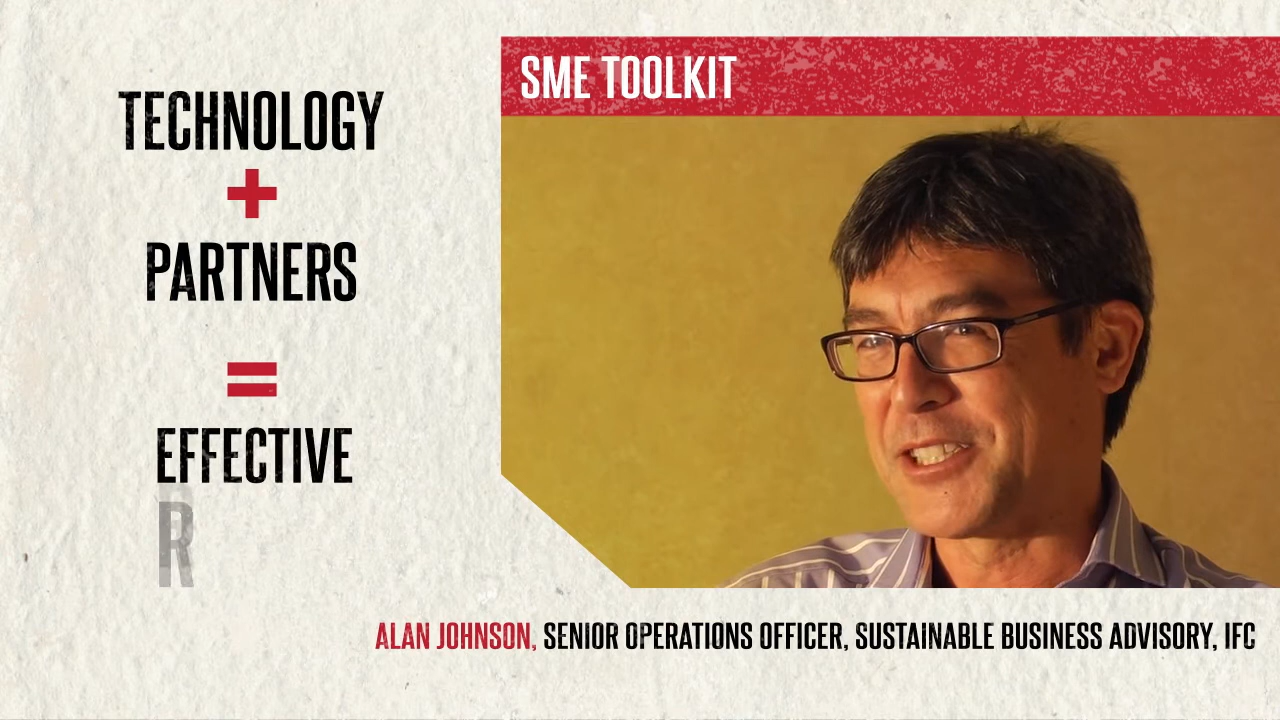 SME TOOLKIT
TECHNOLOGY
+
PARTNERS
=
EFFECTIVE
R
ALAN JOHNSON, SENIOR OPERATIONS OFFICER, SUSTAINABLE BUSINESS ADVISORY, IFC